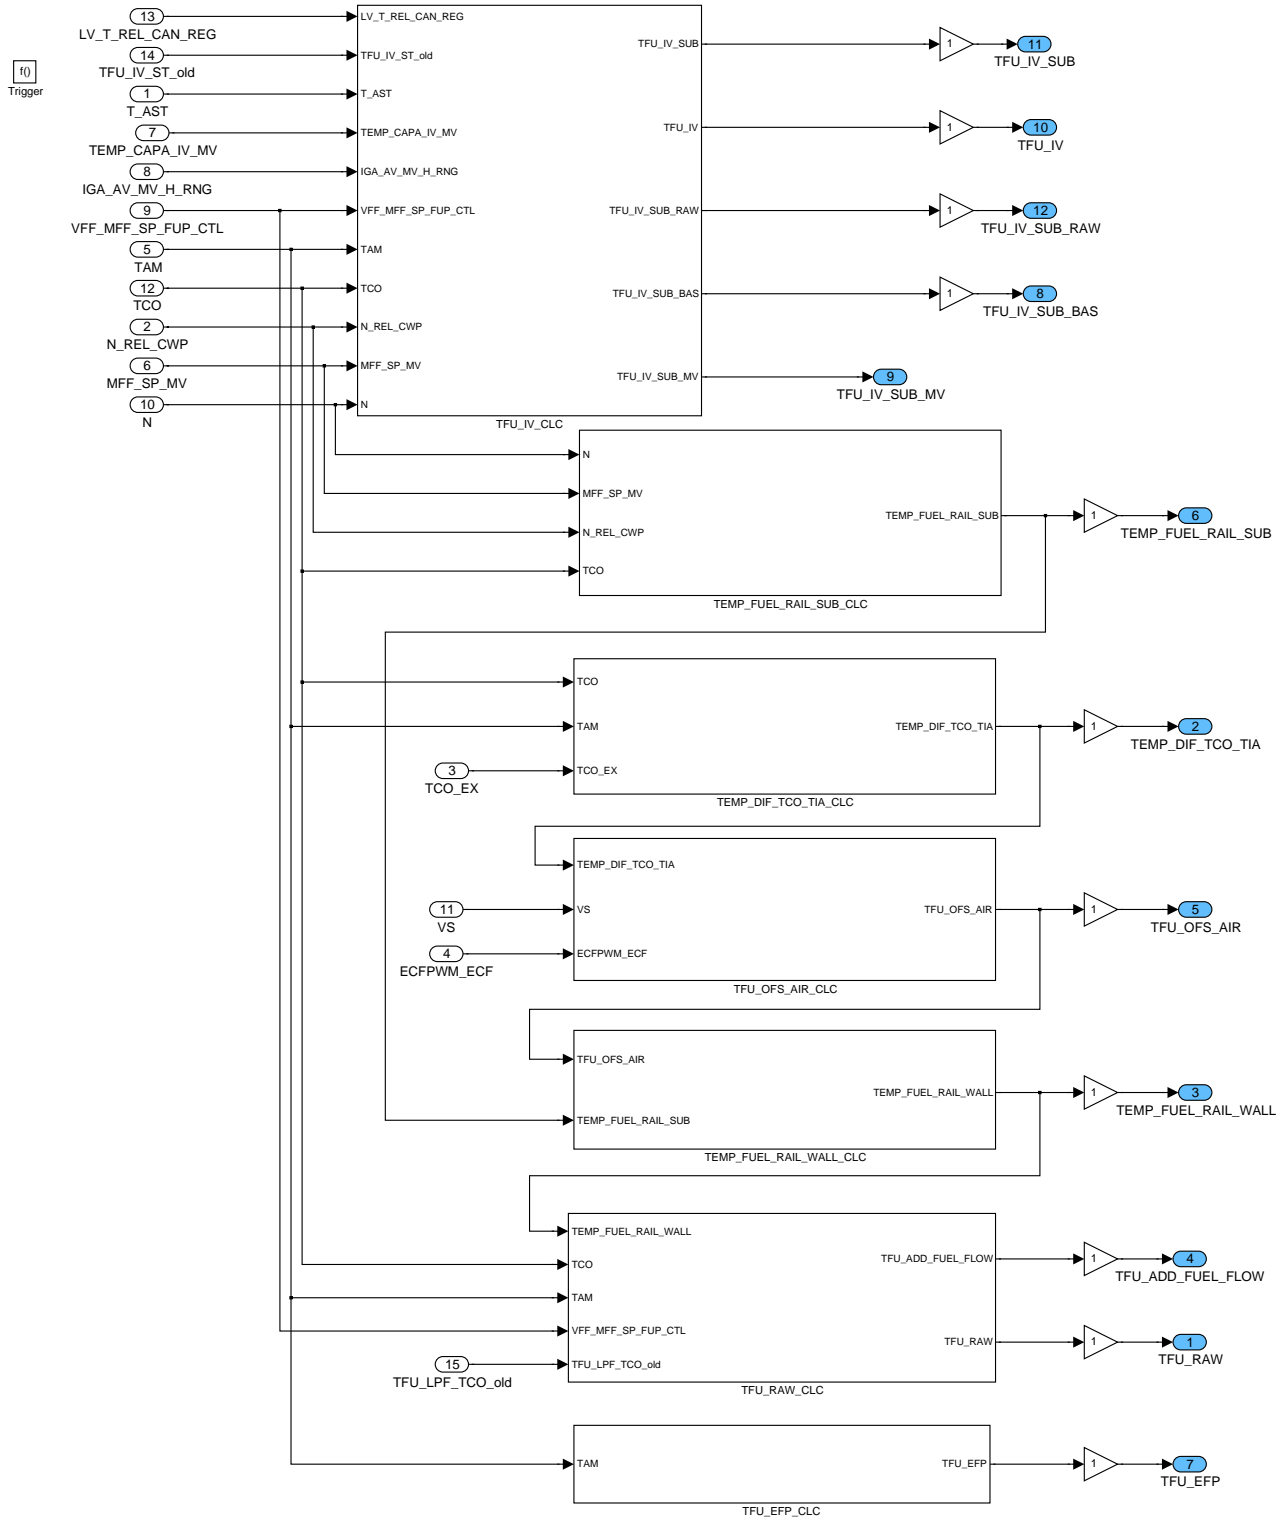 f()
Trigger
13
LV_T_REL_CAN_REG
14
TFU_IV_ST_old
1
T_AST
7
TEMP_CAPA_IV_MV
8
IGA_AV_MV_H_RNG
9
VFF_MFF_SP_FUP_CTL
5
TAM
12
TCO
2
N_REL_CWP
6
MFF_SP_MV
10
N
LV_T_REL_CAN_REG
TFU_IV_ST_old
T_AST
TEMP_CAPA_IV_MV
IGA_AV_MV_H_RNG
VFF_MFF_SP_FUP_CTL
TAM
TCO
N_REL_CWP
MFF_SP_MV
N
TFU_IV_SUB
TFU_IV
TFU_IV_SUB_RAW
TFU_IV_SUB_BAS
TFU_IV_SUB_MV
TFU_IV_CLC
1
11
TFU_IV_SUB
1
10
TFU_IV
1
12
TFU_IV_SUB_RAW
1
8
TFU_IV_SUB_BAS
9
TFU_IV_SUB_MV
N
MFF_SP_MV
N_REL_CWP
TCO
TEMP_FUEL_RAIL_SUB
TEMP_FUEL_RAIL_SUB_CLC
1
6
TEMP_FUEL_RAIL_SUB
3
TCO_EX
TCO
TAM
TCO_EX
TEMP_DIF_TCO_TIA
TEMP_DIF_TCO_TIA_CLC
1
2
TEMP_DIF_TCO_TIA
11
VS
4
ECFPWM_ECF
TEMP_DIF_TCO_TIA
VS
ECFPWM_ECF
TFU_OFS_AIR
TFU_OFS_AIR_CLC
1
5
TFU_OFS_AIR
TFU_OFS_AIR
TEMP_FUEL_RAIL_SUB
TEMP_FUEL_RAIL_WALL
TEMP_FUEL_RAIL_WALL_CLC
1
3
TEMP_FUEL_RAIL_WALL
15
TFU_LPF_TCO_old
TEMP_FUEL_RAIL_WALL
TCO
TAM
VFF_MFF_SP_FUP_CTL
TFU_LPF_TCO_old
TFU_ADD_FUEL_FLOW
TFU_RAW
TFU_RAW_CLC
1
4
TFU_ADD_FUEL_FLOW
1
1
TFU_RAW
TAM
TFU_EFP
TFU_EFP_CLC
1
7
TFU_EFP